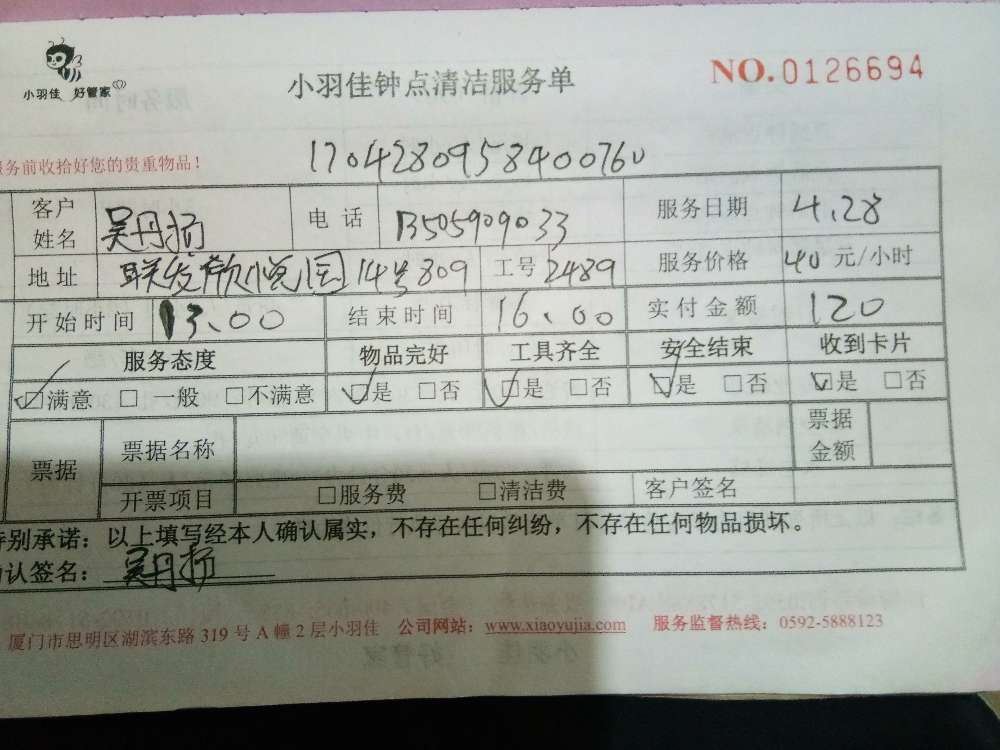 小羽佳 好管家
小羽佳钟点清洁服务单
NO.0126694
务前收拾好您的贵重物品！
1704280958400760
客户姓名 吴丹扬 电话 13505909033 服务日期 4.28
地址 联发欣悦园14号809 工号 2489 服务价格 40 元/小时
开始时间 13.00 结束时间 16.00 实付金额 120
服务态度 物品完好 工具齐全 安全结束 收到卡片
☑满意 □ 一般 □不满意 ☑是 □否 ☑是 □否 ☑是 □否 ☑是 □否
票据 票据名称 票据金额
开票项目 □服务费 □清洁费 客户签名
别承诺：以上填写经本人确认属实，不存在任何纠纷，不存在任何物品损坏。
认签名：吴丹扬
厦门市思明区湖滨东路 319 号 A 幢 2 层小羽佳 公司网站：www.xiaoyujia.com 服务监督热线：0592-5888123